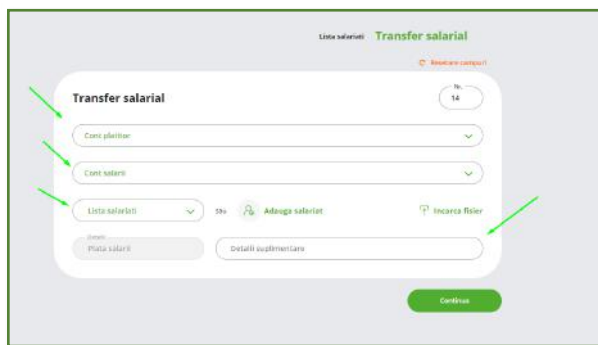 Lista salariati Transfer salarial
Resetare campuri
Transfer salarial
Nr.
14
Cont platitor
Cont salarii
Lista salariati sau Adauga salariat Incarca fisier
Detalii
Plata salarii
Detalii suplimentare
Continua